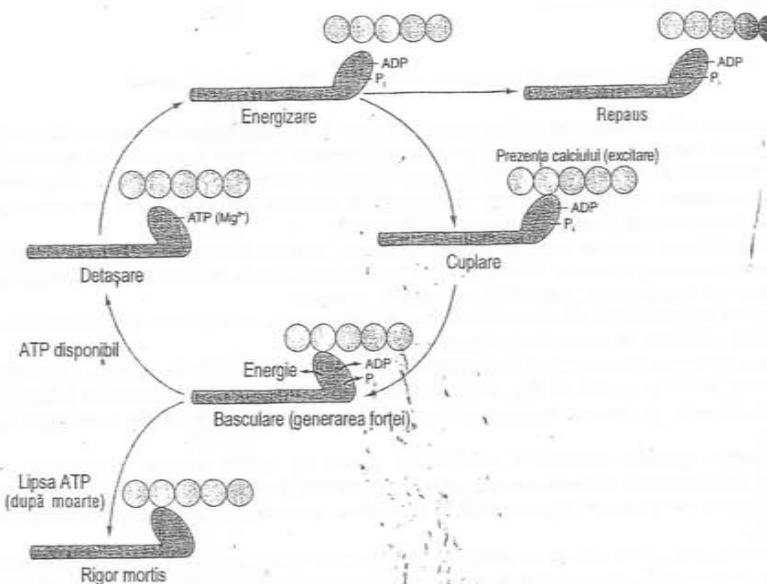 ADP
Pi
Energizare
ADP
Pi
Repaus
Prezența calciului (excitare)
ADP
Pi
Cuplare
ATP (Mg²⁺)
Detașare
ATP disponibil
Energie
ADP
Pi
Basculare (generarea forței)
Lipsa ATP
(după moarte)
Rigor mortis